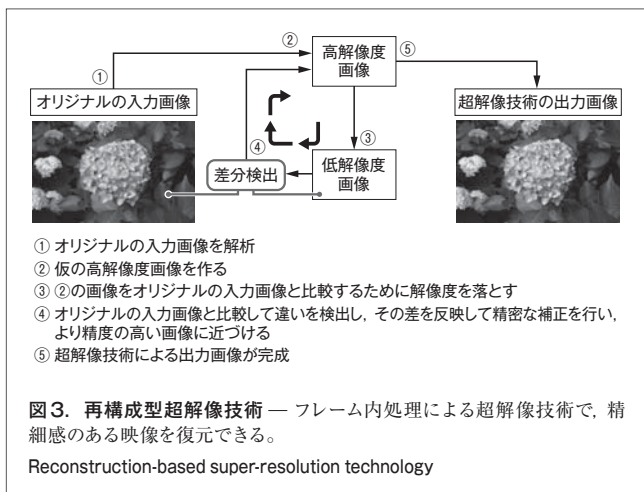 ②
高解像度
画像
⑤
①
オリジナルの入力画像
超解像技術の出力画像
④
③
差分検出
低解像度
画像
① オリジナルの入力画像を解析
② 仮の高解像度画像を作る
③ ②の画像をオリジナルの入力画像と比較するために解像度を落とす
④ オリジナルの入力画像と比較して違いを検出し，その差を反映して精密な補正を行い，
より精度の高い画像に近づける
⑤ 超解像技術による出力画像が完成
図3．再構成型超解像技術 — フレーム内処理による超解像技術で，精
細感のある映像を復元できる。
Reconstruction-based super-resolution technology